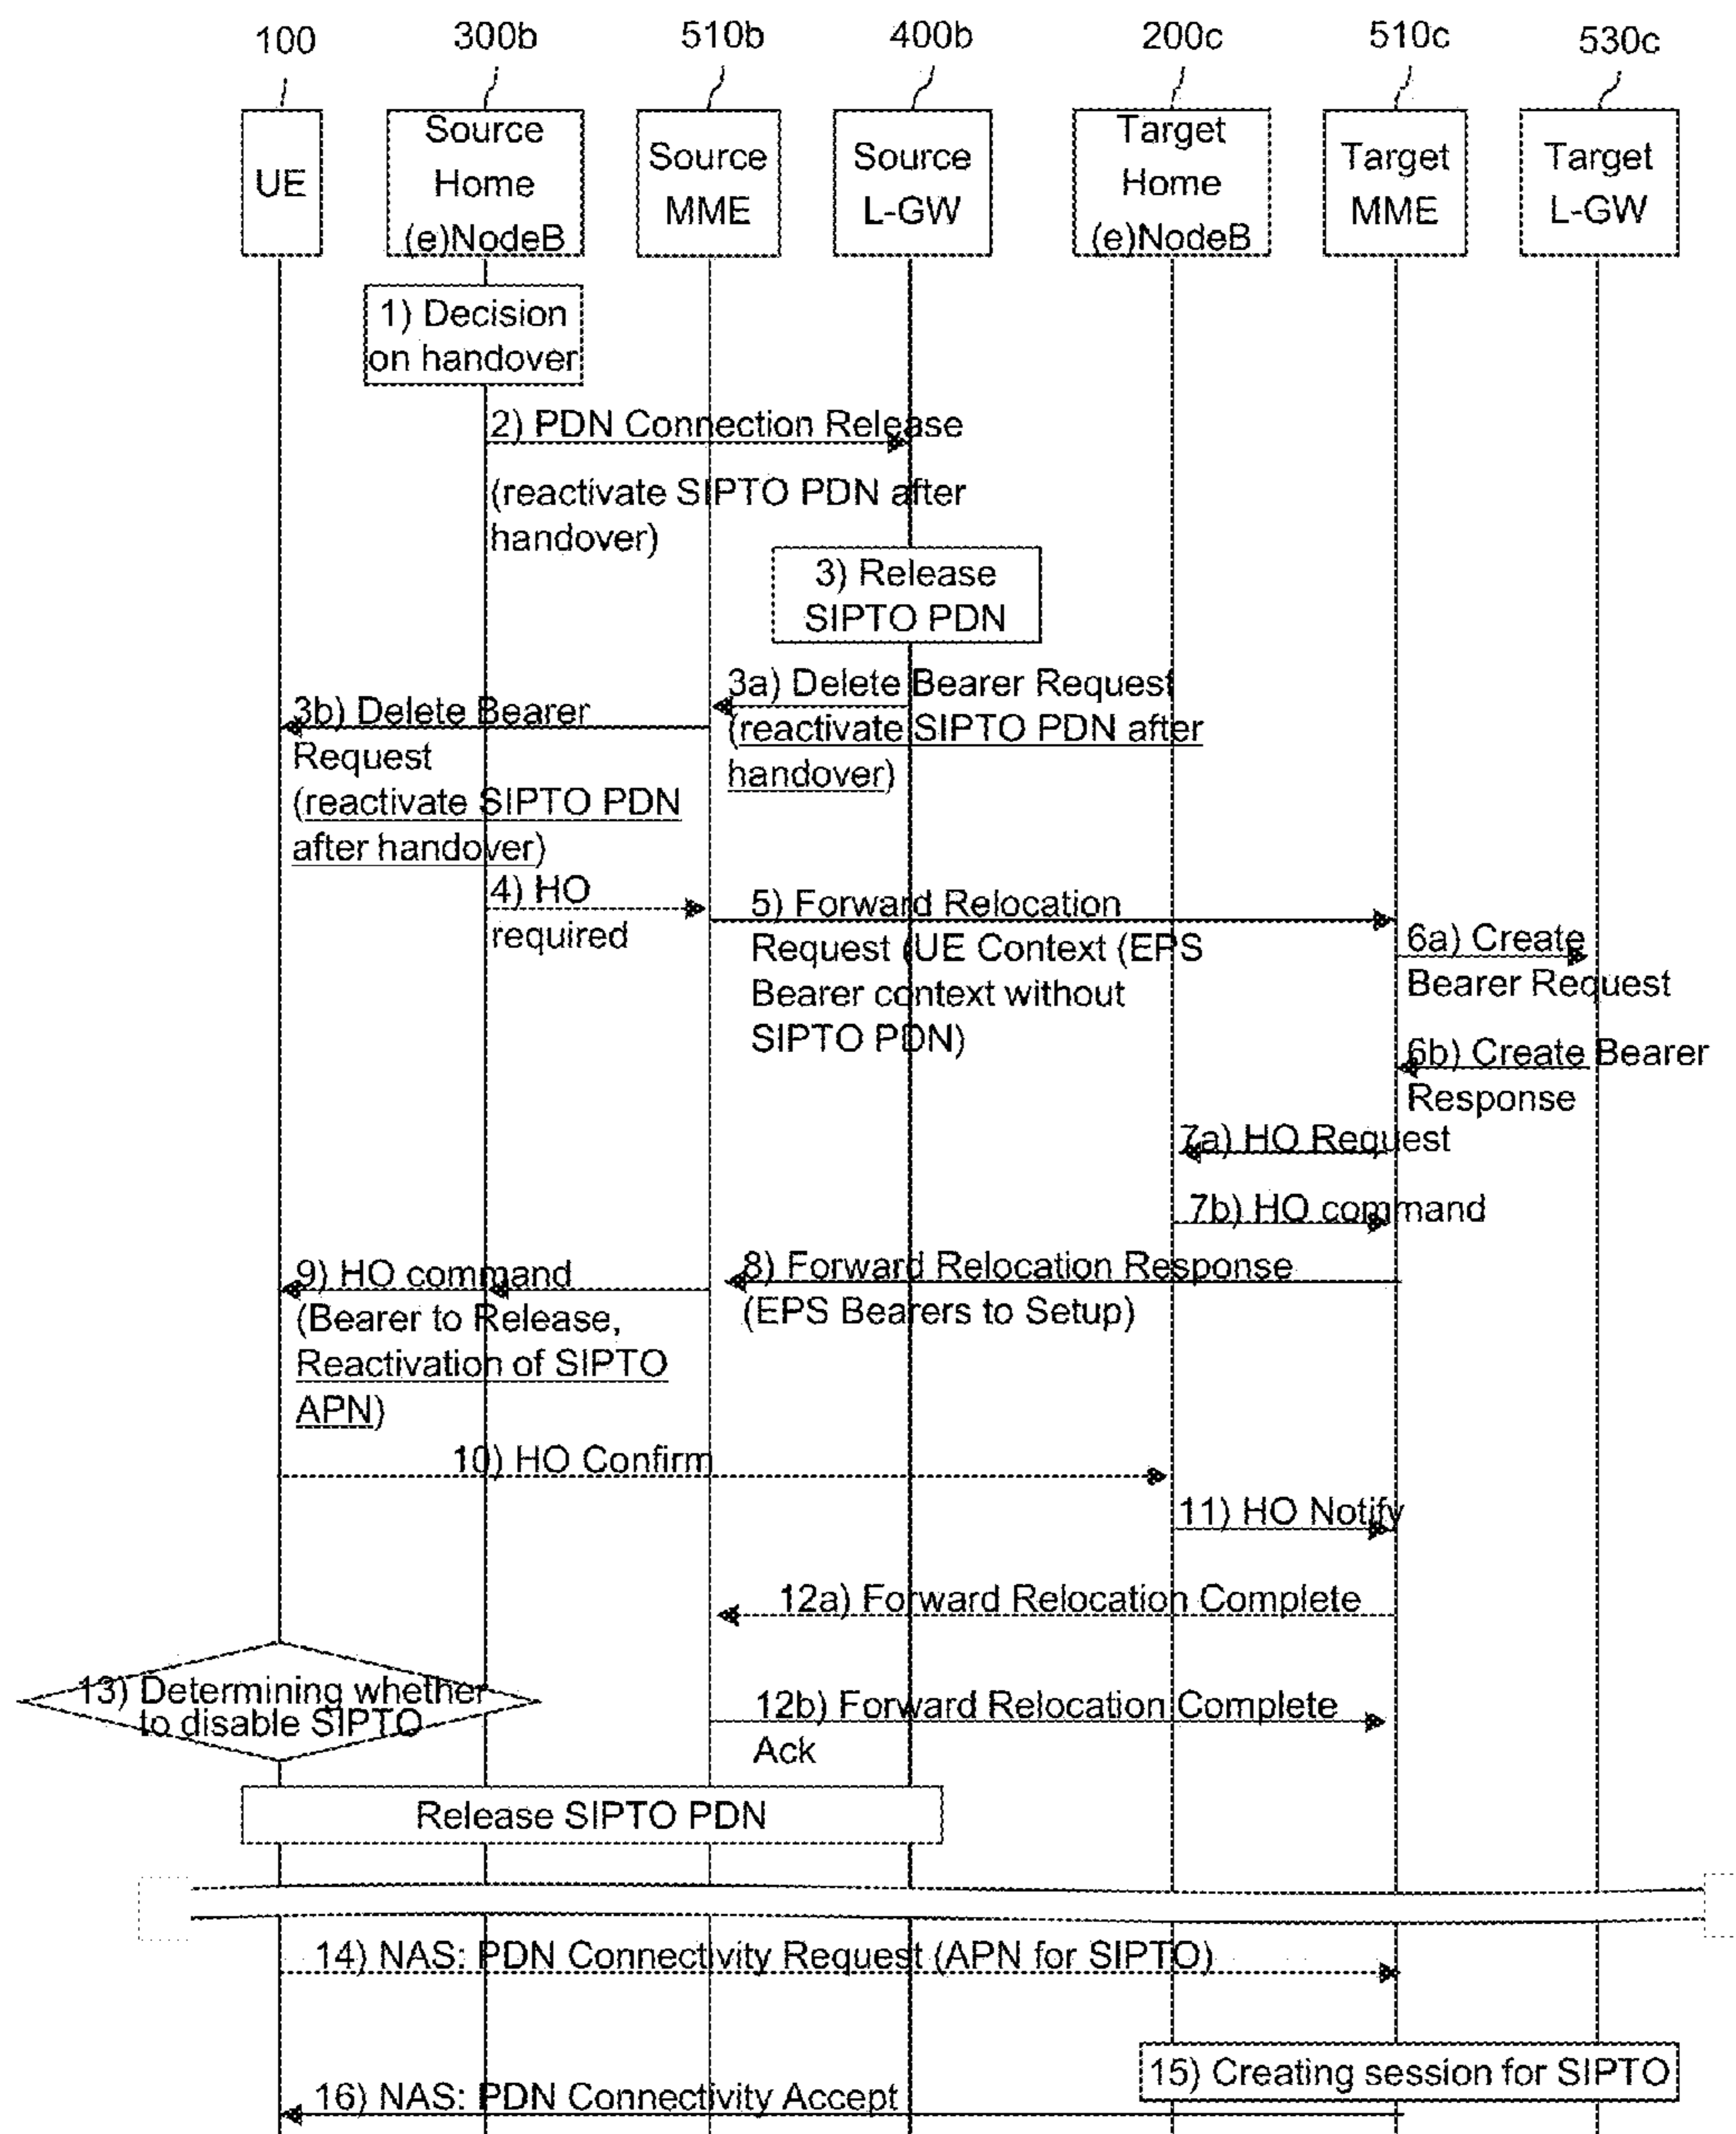 100
300b
510b
400b
200c
510c
530c
UE
Source
Home
(e)NodeB
Source
MME
Source
L-GW
Target
Home
(e)NodeB
Target
MME
Target
L-GW
1) Decision
on handover
2) PDN Connection Release
(reactivate SIPTO PDN after
handover)
3) Release
SIPTO PDN
3a) Delete Bearer Request
(reactivate SIPTO PDN after
handover)
3b) Delete Bearer
Request
(reactivate SIPTO PDN
after handover)
4) HO
required
5) Forward Relocation
Request (UE Context (EPS
Bearer context without
SIPTO PDN)
6a) Create
Bearer Request
6b) Create Bearer
Response
7a) HO Request
7b) HO command
8) Forward Relocation Response
(EPS Bearers to Setup)
9) HO command
(Bearer to Release,
Reactivation of SIPTO
APN)
10) HO Confirm
11) HO Notify
12a) Forward Relocation Complete
13) Determining whether
to disable SIPTO
12b) Forward Relocation Complete
Ack
Release SIPTO PDN
14) NAS: PDN Connectivity Request (APN for SIPTO)
15) Creating session for SIPTO
16) NAS: PDN Connectivity Accept